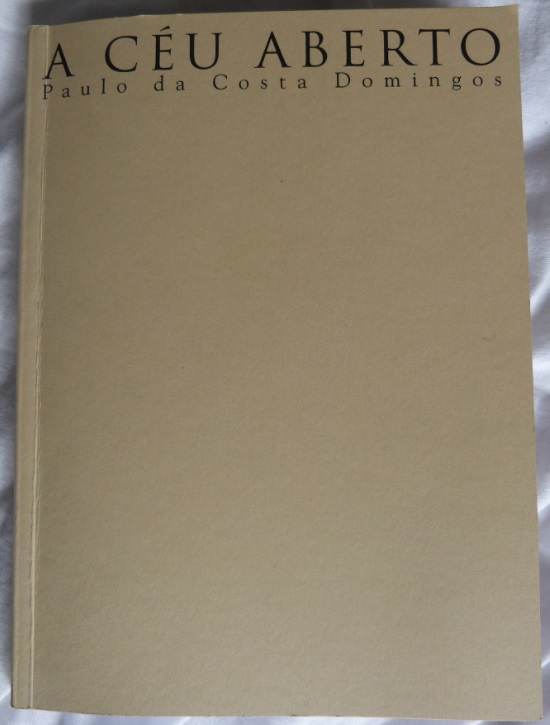 A CÉU ABERTO
Paulo da Costa Domingos